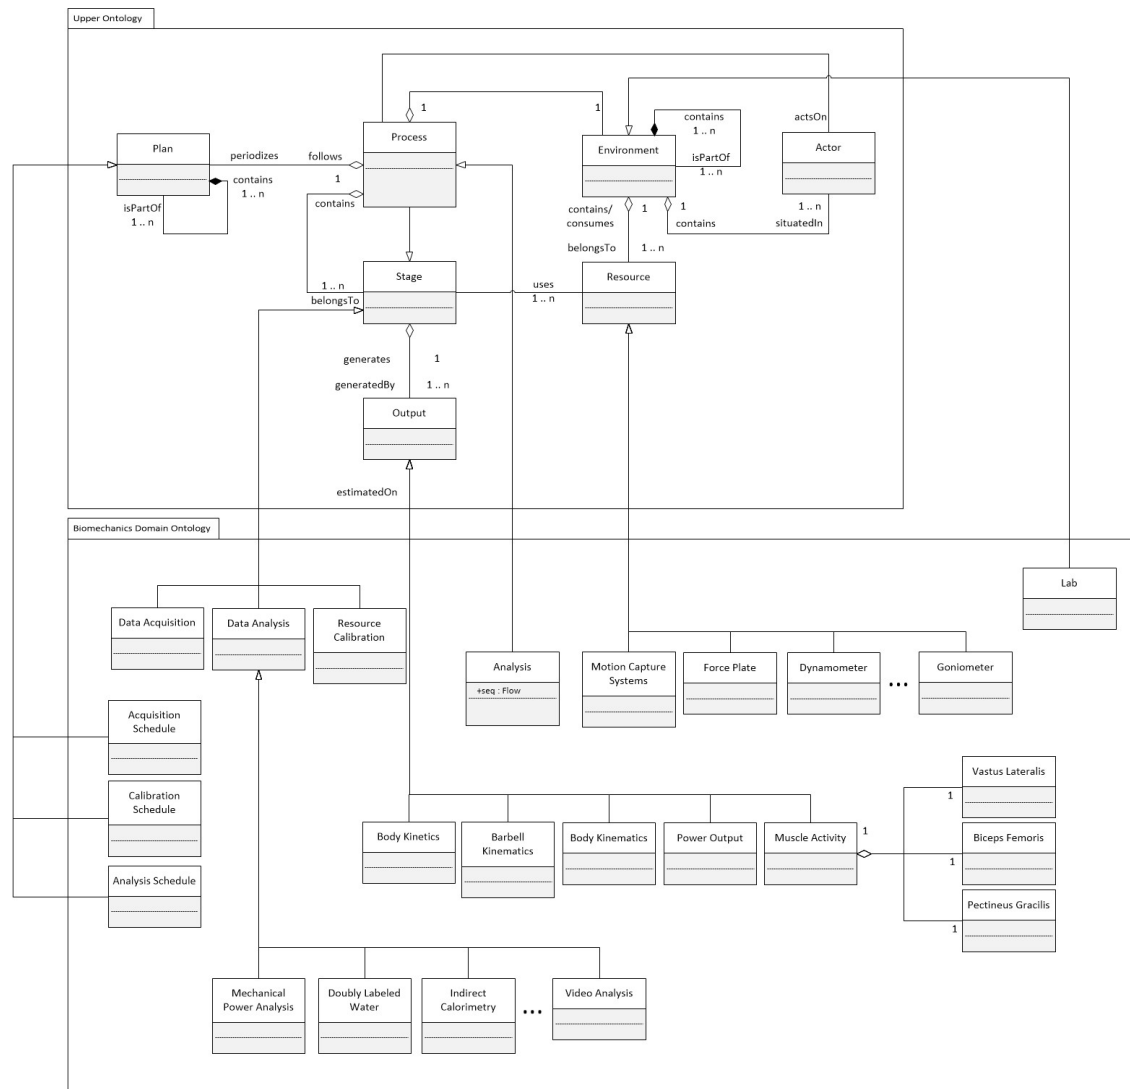 Upper Ontology
1
1
contains
1 .. n
actsOn
Process
Environment
Actor
Plan
periodizes
follows
isPartOf
1 .. n
contains
1 .. n
1
contains
isPartOf
1 .. n
contains/
consumes
1
1
contains
1 .. n
situatedIn
belongsTo
1 .. n
Stage
Resource
1 .. n
belongsTo
uses
1 .. n
generates
1
generatedBy
1 .. n
Output
estimatedOn
Biomechanics Domain Ontology
Lab
Data Acquisition
Data Analysis
Resource
Calibration
Analysis
+seq : Flow
Motion Capture
Systems
Force Plate
Dynamometer
...
Goniometer
Acquisition
Schedule
Calibration
Schedule
Analysis Schedule
Body Kinetics
Barbell
Kinematics
Body Kinematics
Power Output
Muscle Activity
1
1
Vastus Lateralis
1
Biceps Femoris
1
Pectineus Gracilis
Mechanical
Power Analysis
Doubly Labeled
Water
Indirect
Calorimetry
...
Video Analysis